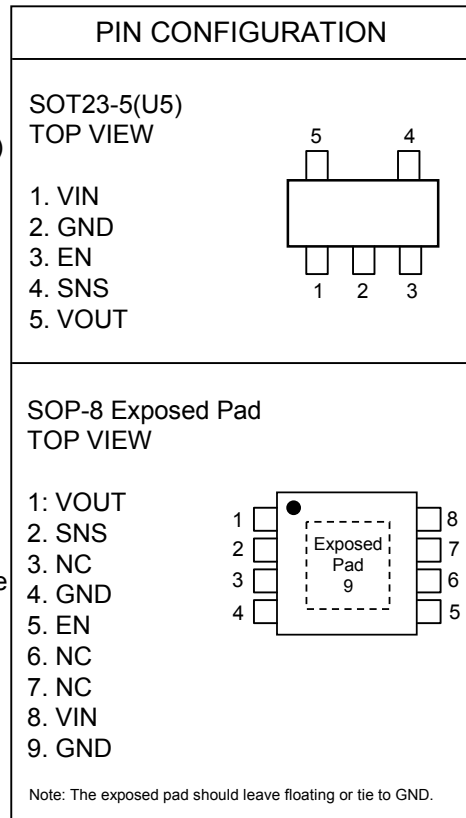 PIN CONFIGURATION
SOT23-5(U5)
TOP VIEW
1. VIN
2. GND
3. EN
4. SNS
5. VOUT
5 4
1 2 3
)
SOP-8 Exposed Pad
TOP VIEW
1: VOUT
2. SNS
3. NC
4. GND
5. EN
6. NC
7. NC
8. VIN
9. GND
1 8
2 7
3 6
4 5
Exposed
Pad
9
e
Note: The exposed pad should leave floating or tie to GND.